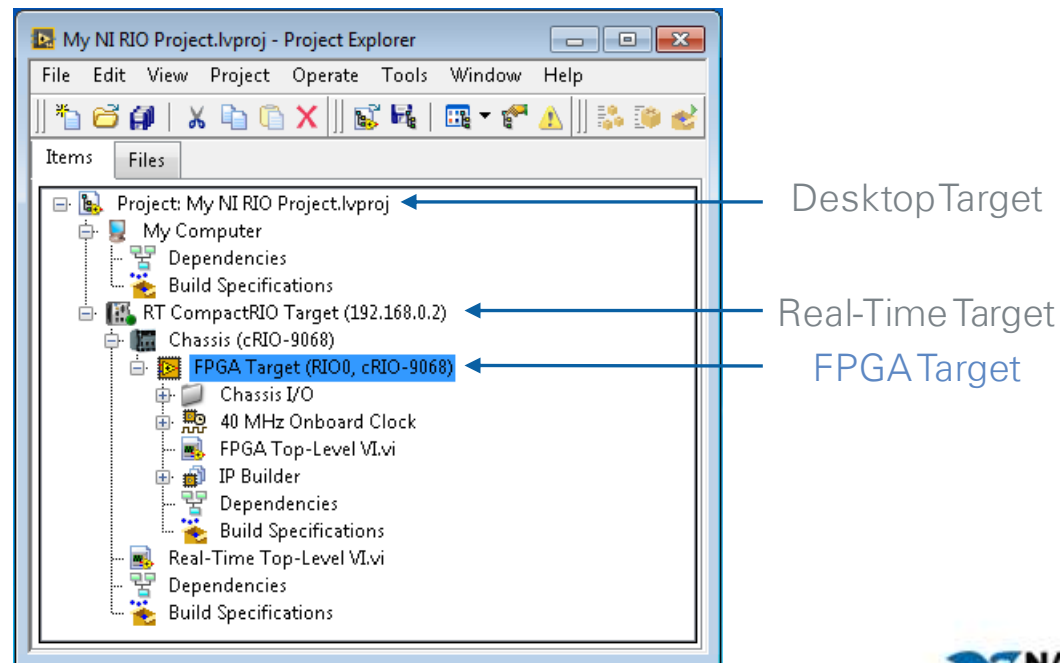 My NI RIO Project.lvproj - Project Explorer
File Edit View Project Operate Tools Window Help
Items Files
Project: My NI RIO Project.lvproj
My Computer
Dependencies
Build Specifications
RT CompactRIO Target (192.168.0.2)
Chassis (cRIO-9068)
FPGA Target (RIO0, cRIO-9068)
Chassis I/O
40 MHz Onboard Clock
FPGA Top-Level VI.vi
IP Builder
Dependencies
Build Specifications
Real-Time Top-Level VI.vi
Dependencies
Build Specifications
Desktop Target
Real-Time Target
FPGA Target